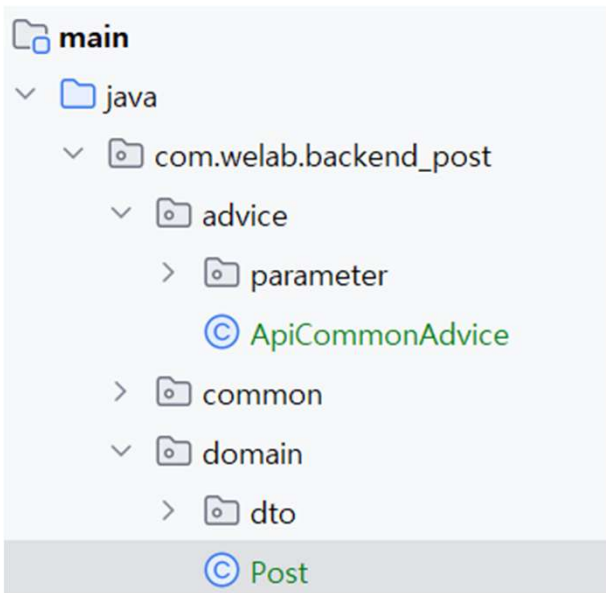 main
java
com.welab.backend_post
advice
parameter
ApiCommonAdvice
common
domain
dto
Post